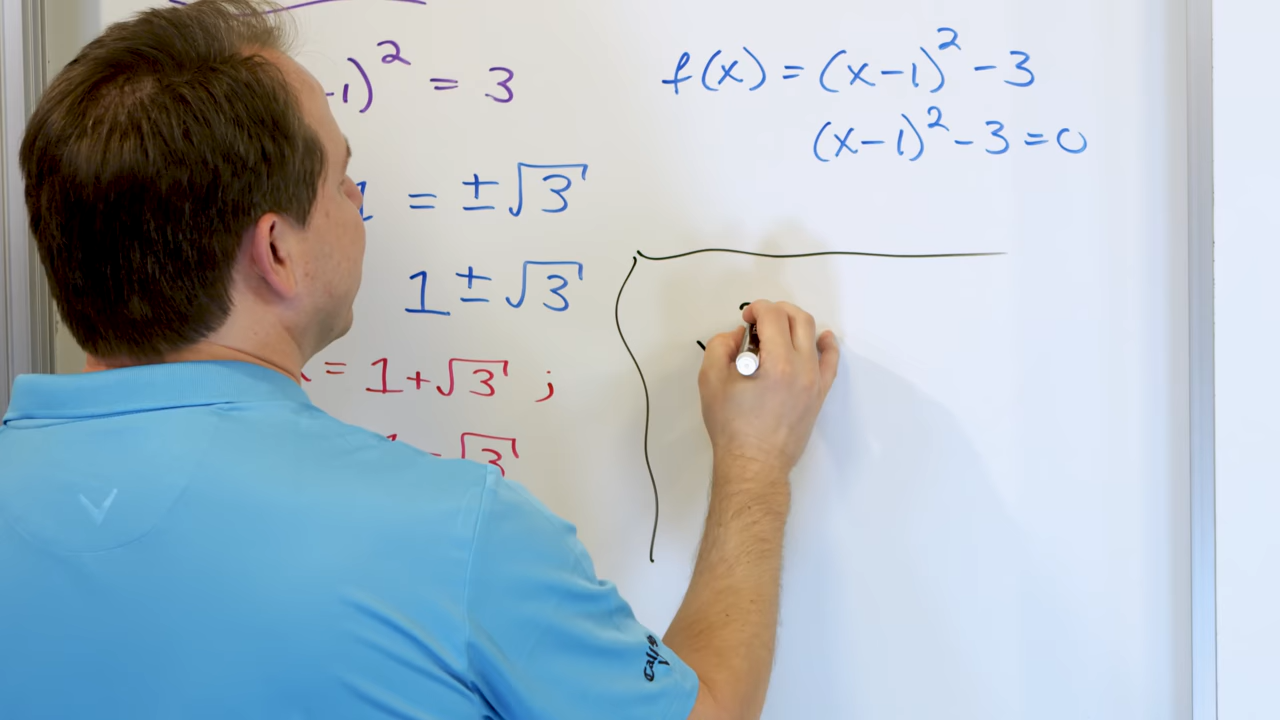 -1)² = 3
1 = ±√3
1 ± √3
= 1+√3 ;
√3
f(x) = (x-1)² - 3
(x-1)² - 3 = 0